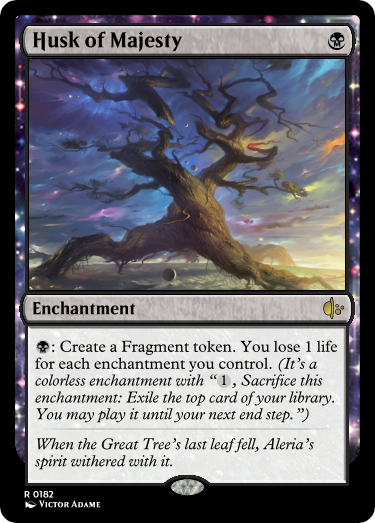 Husk of Majesty
Enchantment
: Create a Fragment token. You lose 1 life
for each enchantment you control. (It's a
colorless enchantment with “1, Sacrifice this
enchantment: Exile the top card of your library.
You may play it until your next end step.”)
When the Great Tree's last leaf fell, Aleria's
spirit withered with it.
R 0182
Victor Adame